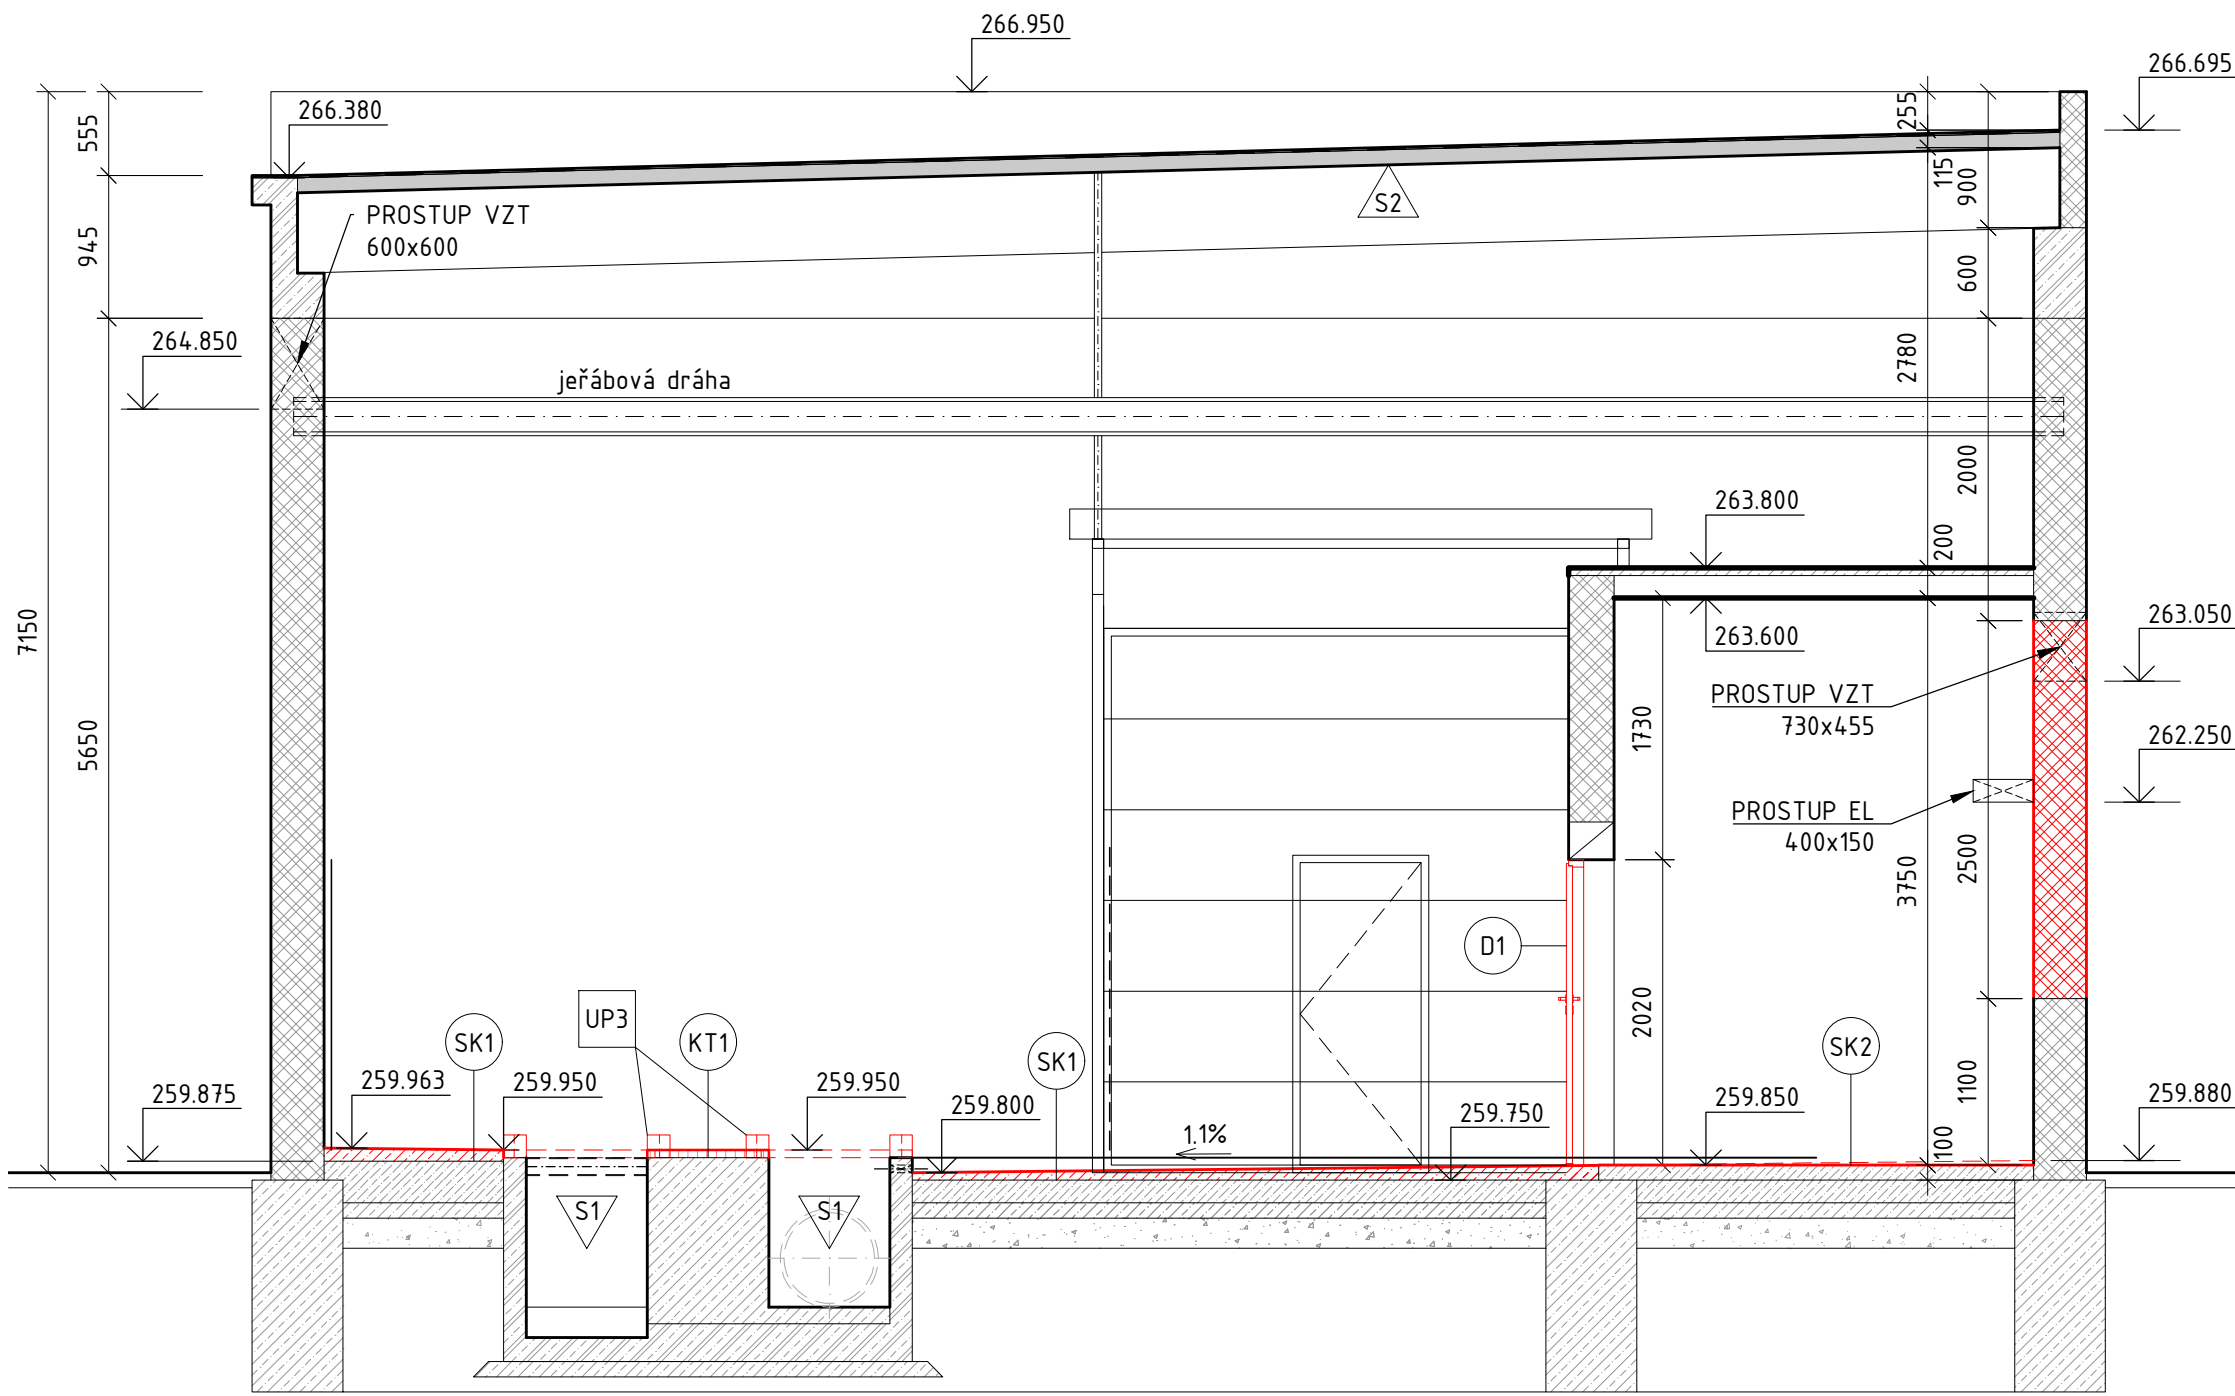 266.950
266.695
266.380
555
255
115
900
PROSTUP VZT
600x600
S2
945
600
264.850
2780
jeřábová dráha
2000
263.800
200
7150
263.600
263.050
PROSTUP VZT
730x455
5650
1730
262.250
PROSTUP EL
400x150
2500
3750
D1
2020
UP3
SK1
KT1
SK1
SK2
259.875
259.963
259.950
259.950
259.800
259.750
259.850
1100
259.880
1.1%
100
S1
S1